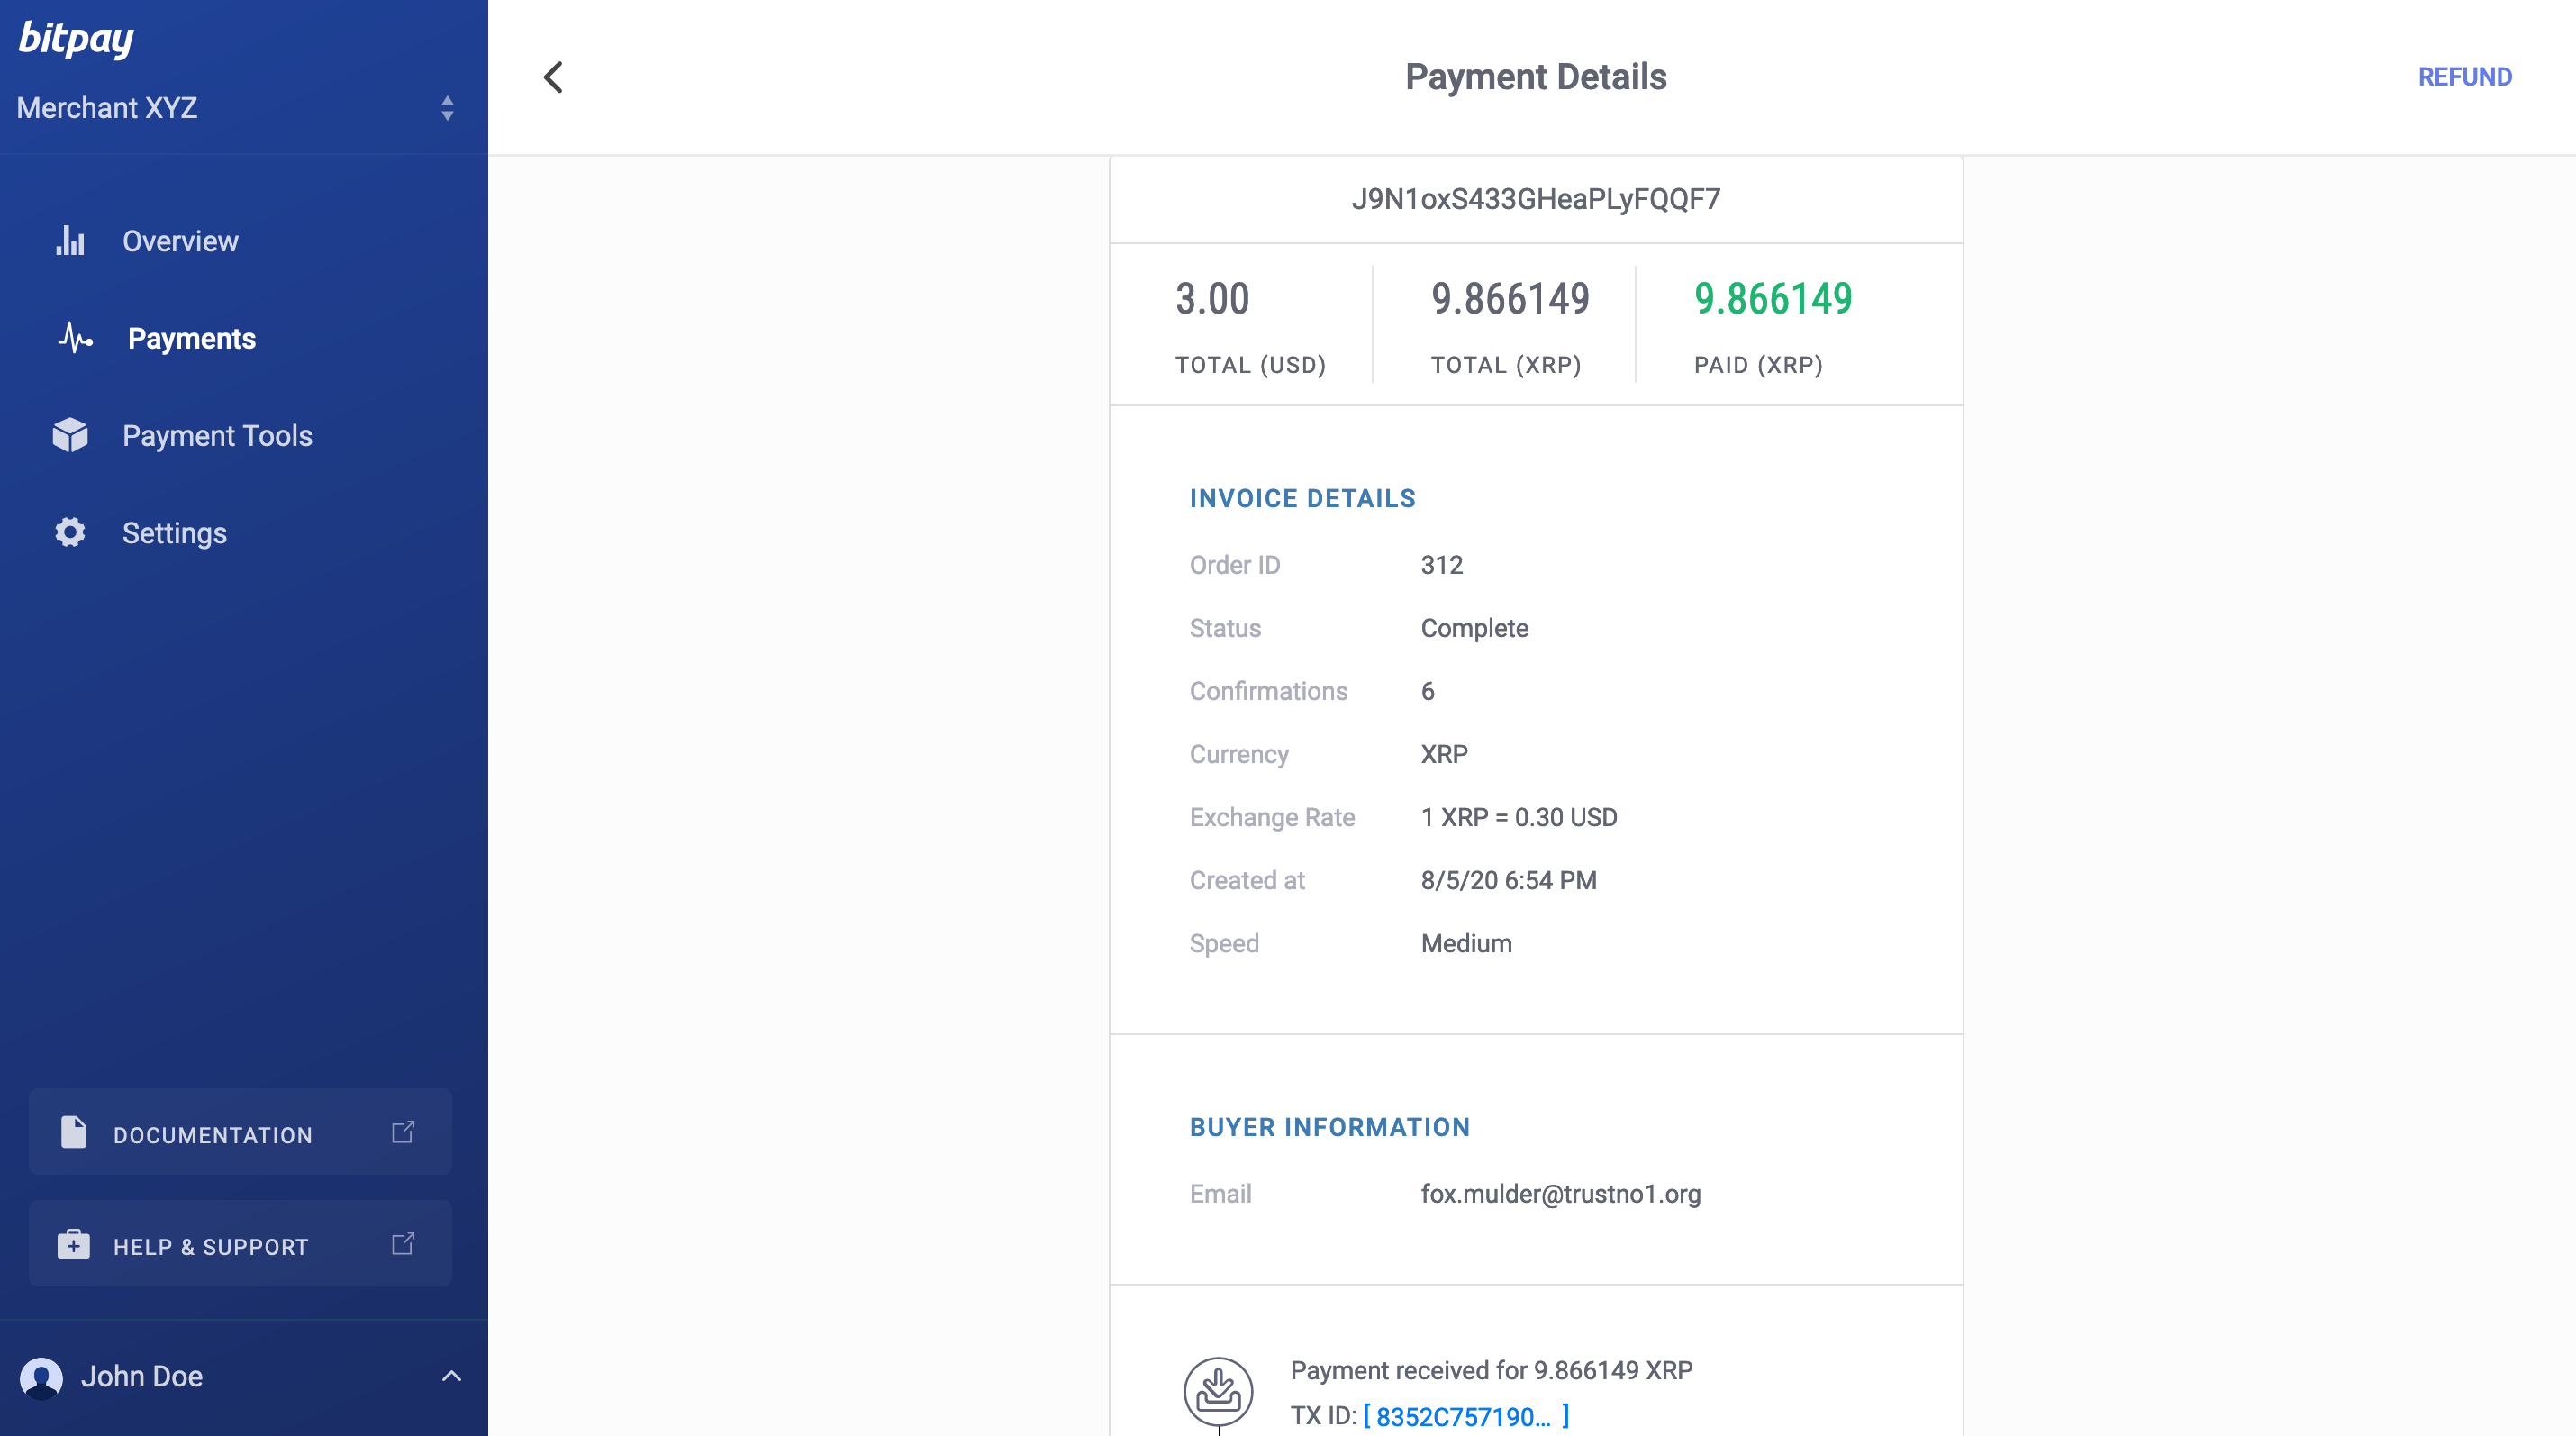 bitpay
Merchant XYZ
Overview
Payments
Payment Tools
Settings
DOCUMENTATION
HELP & SUPPORT
John Doe
Payment Details
REFUND
J9N1oxS433GHeaPLyFQQF7
3.00 9.866149 9.866149
TOTAL (USD) TOTAL (XRP) PAID (XRP)
INVOICE DETAILS
Order ID 312
Status Complete
Confirmations 6
Currency XRP
Exchange Rate 1 XRP = 0.30 USD
Created at 8/5/20 6:54 PM
Speed Medium
BUYER INFORMATION
Email fox.mulder@trustno1.org
Payment received for 9.866149 XRP
TX ID: [ 8352C757190... ]